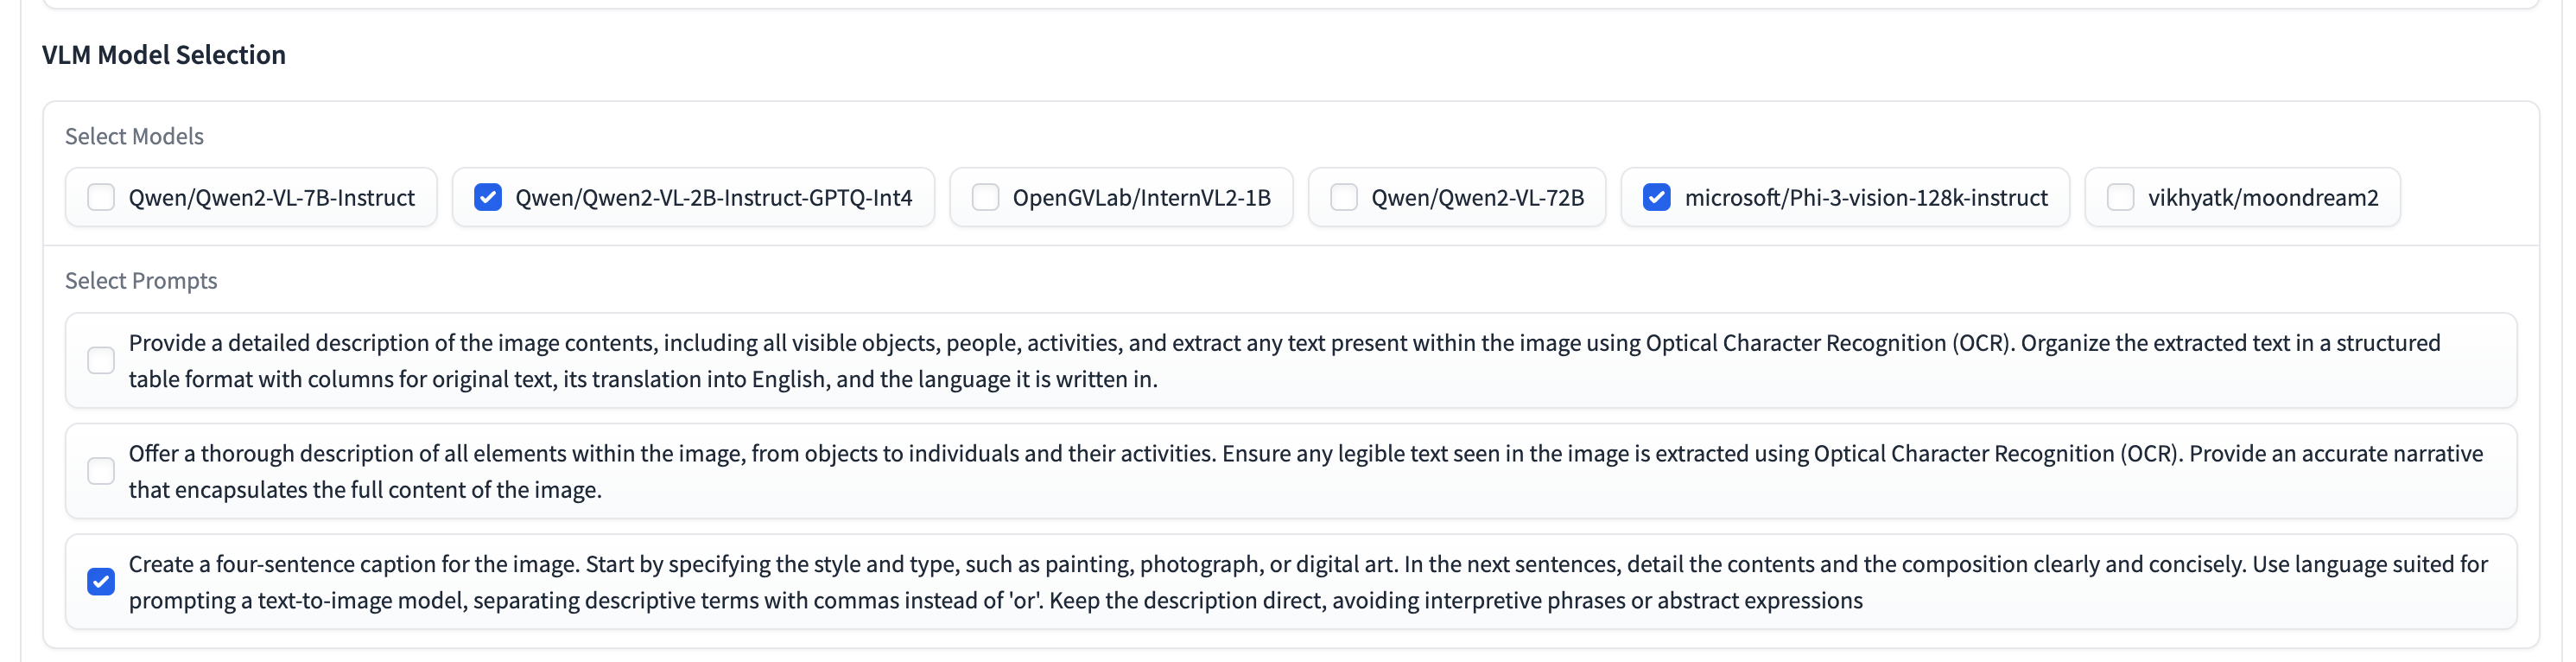 VLM Model Selection
Select Models
Qwen/Qwen2-VL-7B-Instruct
Qwen/Qwen2-VL-2B-Instruct-GPTQ-Int4
OpenGVLab/InternVL2-1B
Qwen/Qwen2-VL-72B
microsoft/Phi-3-vision-128k-instruct
vikhyatk/moondream2
Select Prompts
Provide a detailed description of the image contents, including all visible objects, people, activities, and extract any text present within the image using Optical Character Recognition (OCR). Organize the extracted text in a structured
table format with columns for original text, its translation into English, and the language it is written in.
Offer a thorough description of all elements within the image, from objects to individuals and their activities. Ensure any legible text seen in the image is extracted using Optical Character Recognition (OCR). Provide an accurate narrative
that encapsulates the full content of the image.
Create a four-sentence caption for the image. Start by specifying the style and type, such as painting, photograph, or digital art. In the next sentences, detail the contents and the composition clearly and concisely. Use language suited for
prompting a text-to-image model, separating descriptive terms with commas instead of 'or'. Keep the description direct, avoiding interpretive phrases or abstract expressions